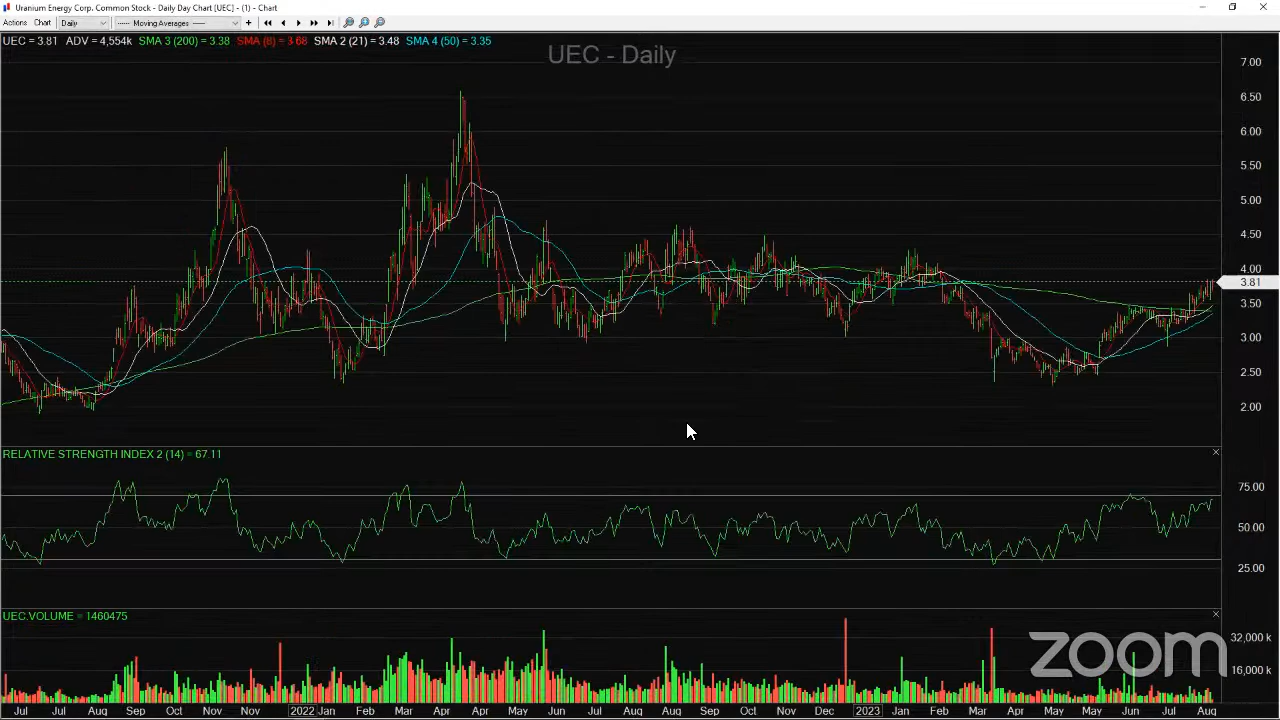 Uranium Energy Corp. Common Stock - Daily Day Chart [UEC] - (1) - Chart
Actions Chart Daily Moving Averages
UEC = 3.81 ADV = 4,554k SMA 3 (200) = 3.38 SMA (8) = 3.68 SMA 2 (21) = 3.48 SMA 4 (50) = 3.35
UEC - Daily
7.00
6.50
6.00
5.50
5.00
4.50
4.00
3.81
3.50
3.00
2.50
2.00
RELATIVE STRENGTH INDEX 2 (14) = 67.11
75.00
50.00
25.00
UEC.VOLUME = 1460475
32,000 k
16,000 k
zoom
Jul Jul Aug Sep Oct Nov Nov 2022 Jan Feb Mar Apr Apr May Jun Jul Aug Aug Sep Oct Nov Dec 2023 Jan Feb Mar Apr May May Jun Jul Aug